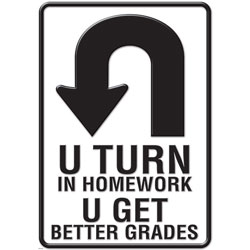 U TURN
IN HOMEWORK
U GET
BETTER GRADES